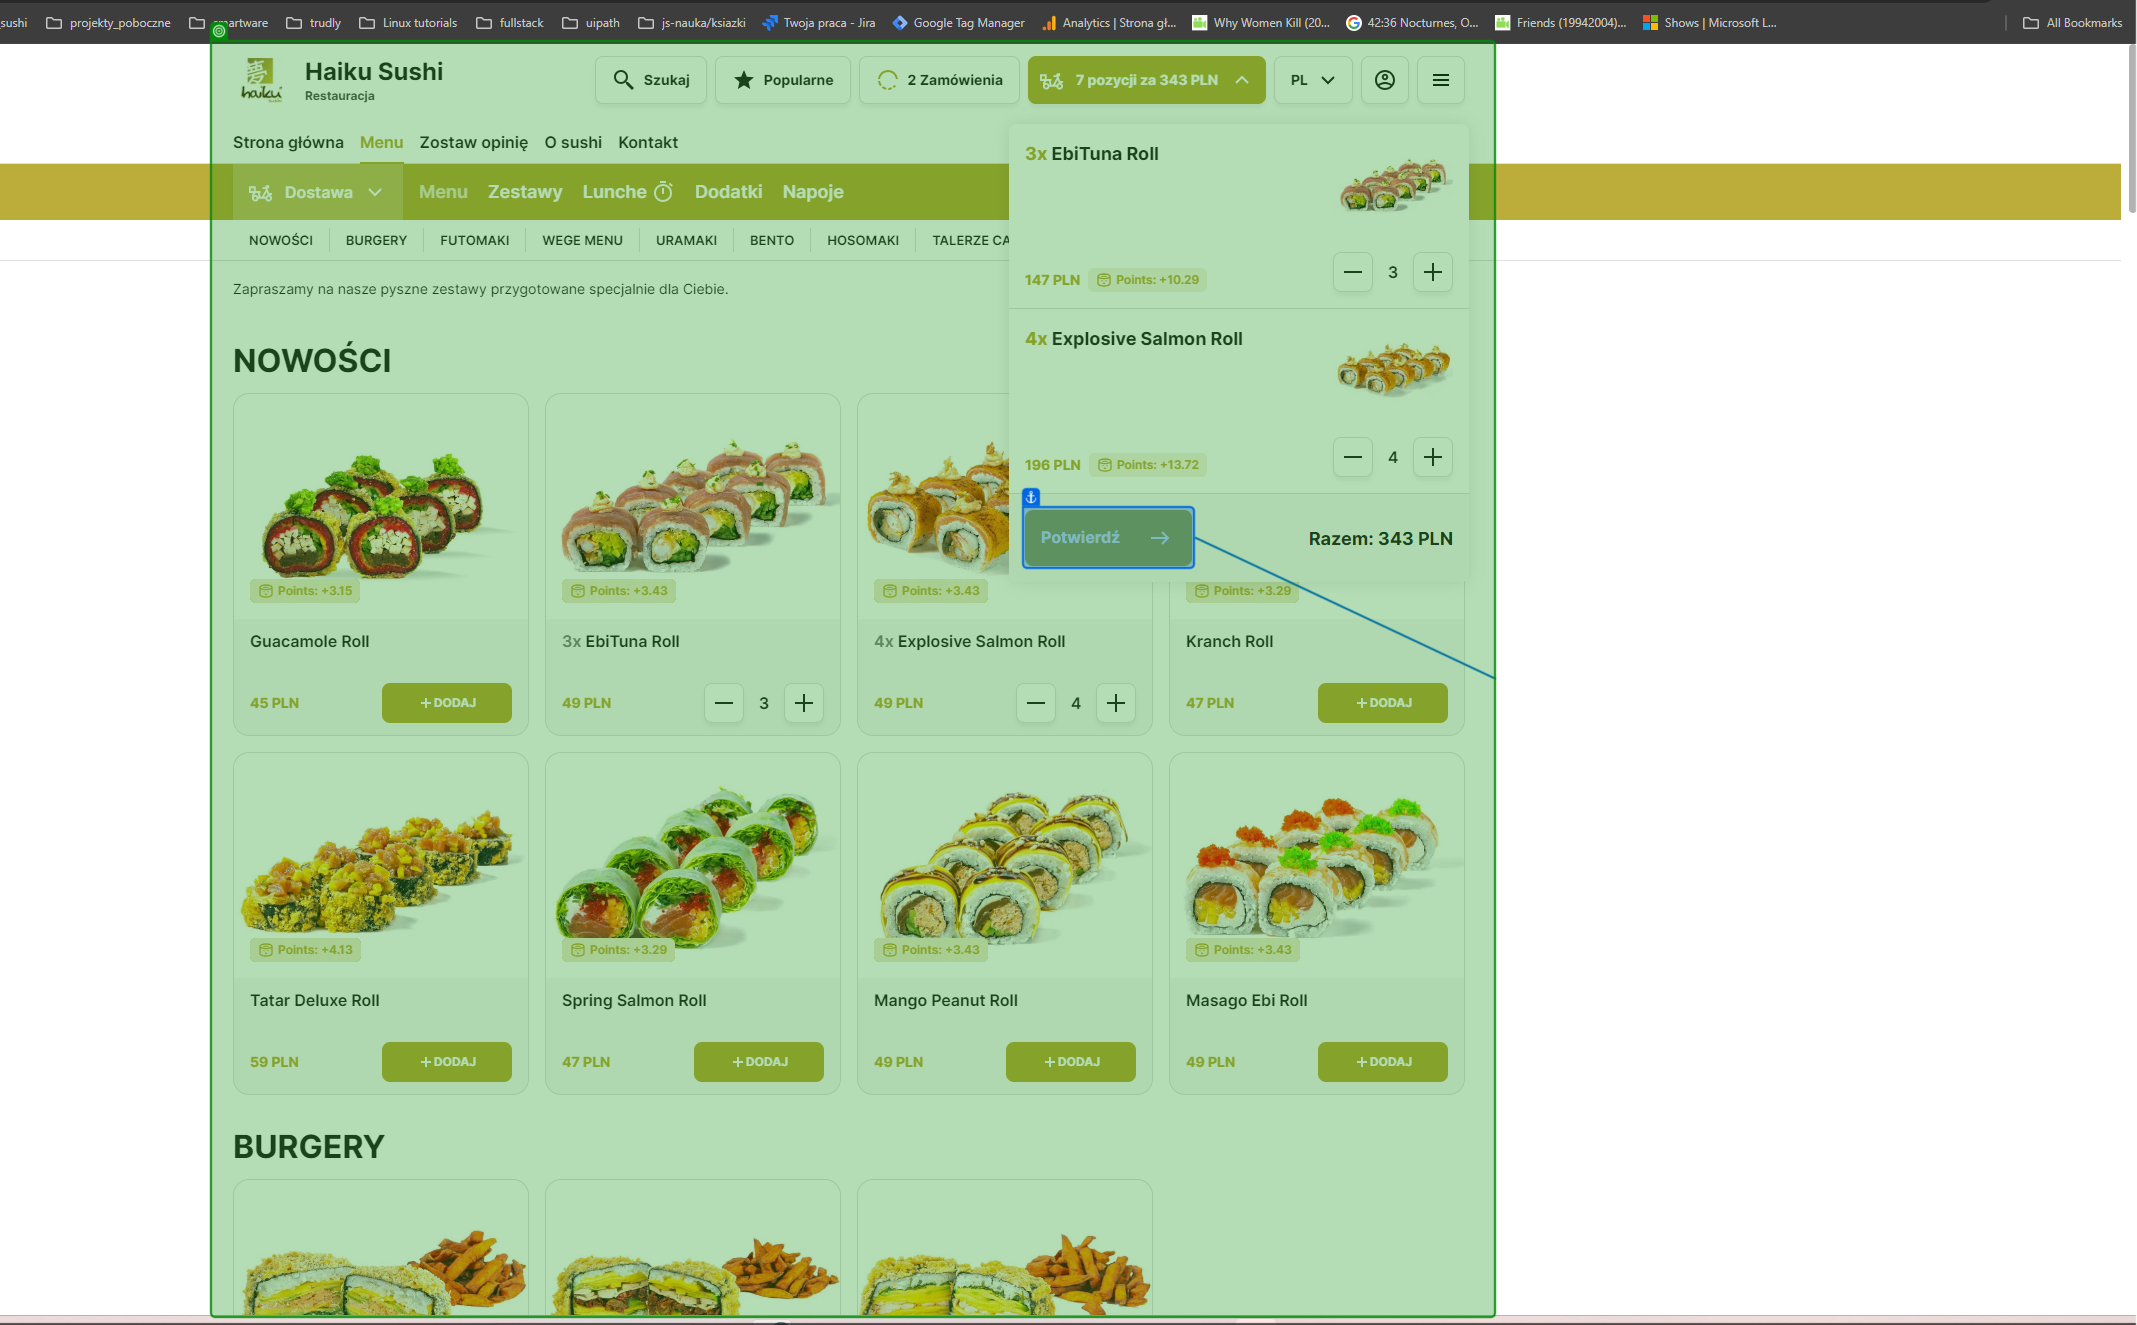 sushi
projekty_poboczne
smartware
trudly
Linux tutorials
fullstack
uipath
js-nauka/ksiazki
Twoja praca - Jira
Google Tag Manager
Analytics | Strona gł...
Why Women Kill (20...
42:36 Nocturnes, O...
Friends (19942004)...
Shows | Microsoft L...
All Bookmarks
haiku
Haiku Sushi
Restauracja
Szukaj
Popularne
2 Zamówienia
7 pozycji za 343 PLN
PL
Strona główna
Menu
Zostaw opinię
O sushi
Kontakt
Dostawa
Menu
Zestawy
Lunche
Dodatki
Napoje
NOWOŚCI
BURGERY
FUTOMAKI
WEGE MENU
URAMAKI
BENTO
HOSOMAKI
TALERZE CA
Zapraszamy na nasze pyszne zestawy przygotowane specjalnie dla Ciebie.
3x EbiTuna Roll
147 PLN
Points: +10.29
3
4x Explosive Salmon Roll
196 PLN
Points: +13.72
4
Potwierdź
Razem: 343 PLN
NOWOŚCI
Points: +3.15
Guacamole Roll
45 PLN
+ DODAJ
Points: +3.43
3x EbiTuna Roll
49 PLN
3
Points: +3.43
4x Explosive Salmon Roll
49 PLN
4
Points: +3.29
Kranch Roll
47 PLN
+ DODAJ
Points: +4.13
Tatar Deluxe Roll
59 PLN
+ DODAJ
Points: +3.29
Spring Salmon Roll
47 PLN
+ DODAJ
Points: +3.43
Mango Peanut Roll
49 PLN
+ DODAJ
Points: +3.43
Masago Ebi Roll
49 PLN
+ DODAJ
BURGERY